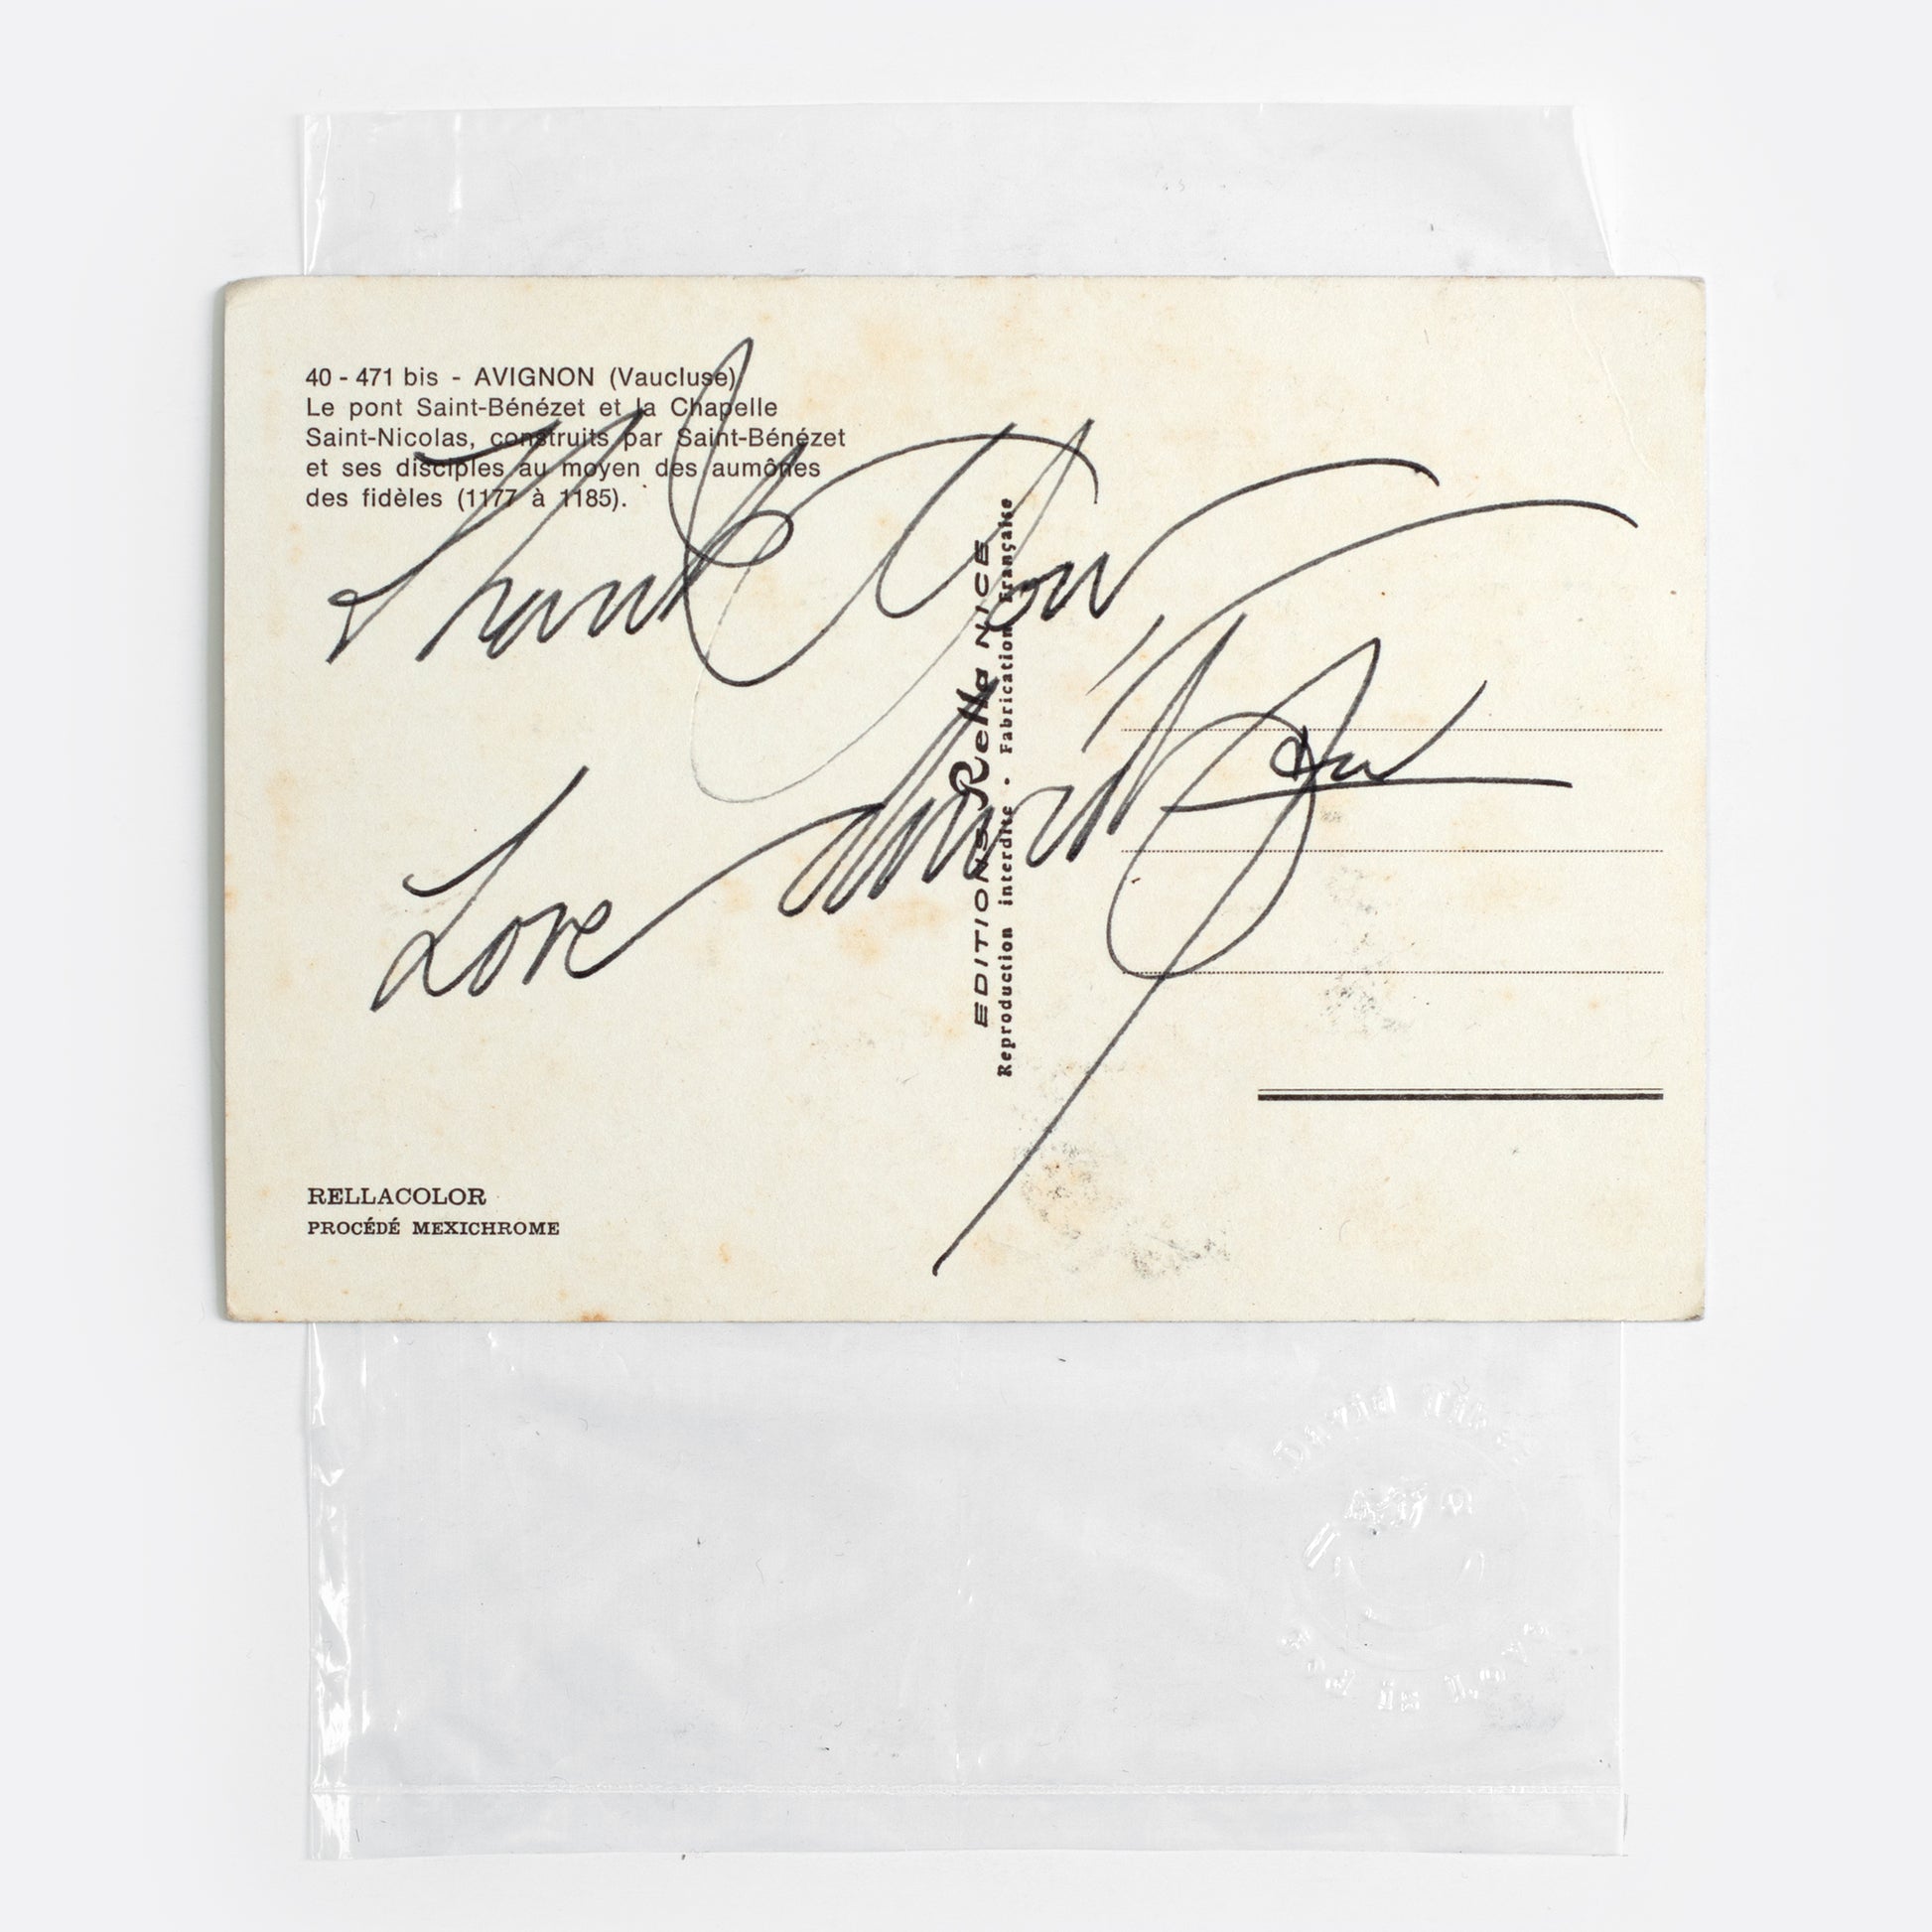 40 - 471 bis - AVIGNON (Vaucluse)
Le pont Saint-Bénézet et la Chapelle
Saint-Nicolas, construits par Saint-Bénézet
et ses disciples au moyen des aumônes
des fidèles (1177 à 1185).
Thank You
Love
EDITIONS Rella NICE
Reproduction interdite • Fabrication Française
RELLACOLOR
PROCÉDÉ MEXICHROME
David